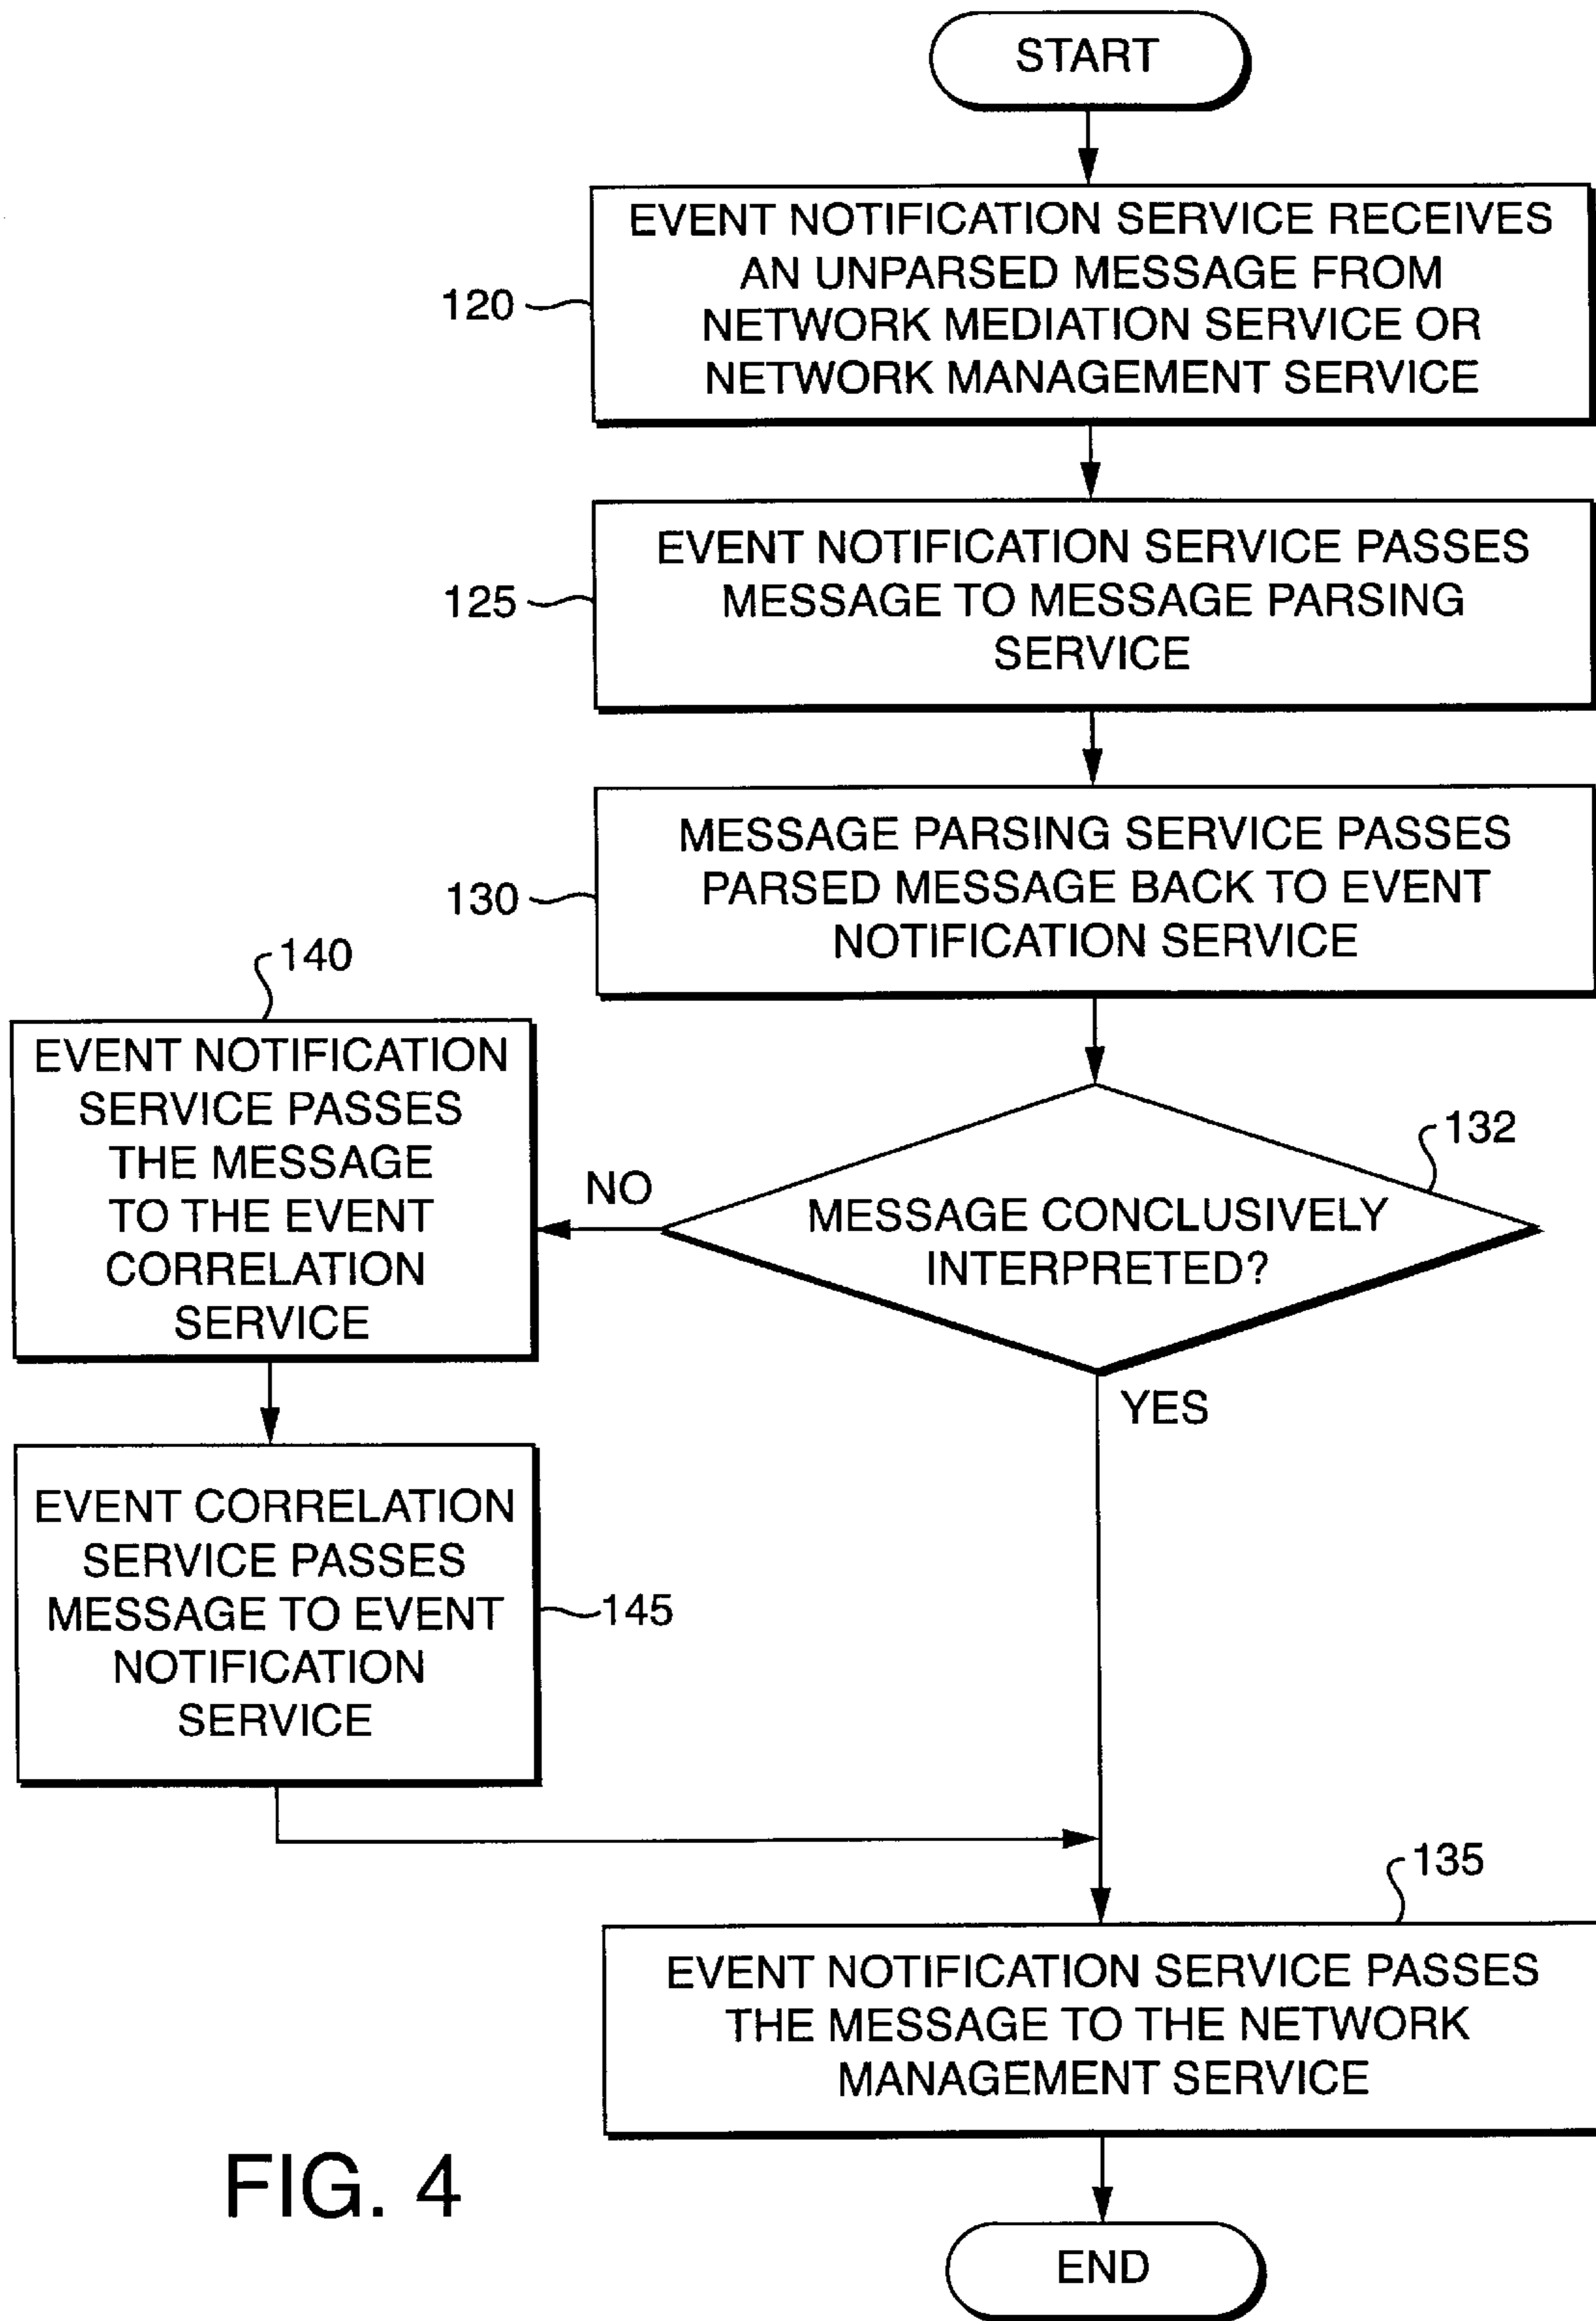 START
EVENT NOTIFICATION SERVICE RECEIVES
AN UNPARSED MESSAGE FROM
NETWORK MEDIATION SERVICE OR
NETWORK MANAGEMENT SERVICE
120
EVENT NOTIFICATION SERVICE PASSES
MESSAGE TO MESSAGE PARSING
SERVICE
125
MESSAGE PARSING SERVICE PASSES
PARSED MESSAGE BACK TO EVENT
NOTIFICATION SERVICE
130
132
MESSAGE CONCLUSIVELY
INTERPRETED?
NO
YES
140
EVENT NOTIFICATION
SERVICE PASSES
THE MESSAGE
TO THE EVENT
CORRELATION
SERVICE
EVENT CORRELATION
SERVICE PASSES
MESSAGE TO EVENT
NOTIFICATION
SERVICE
145
135
EVENT NOTIFICATION SERVICE PASSES
THE MESSAGE TO THE NETWORK
MANAGEMENT SERVICE
END
FIG. 4